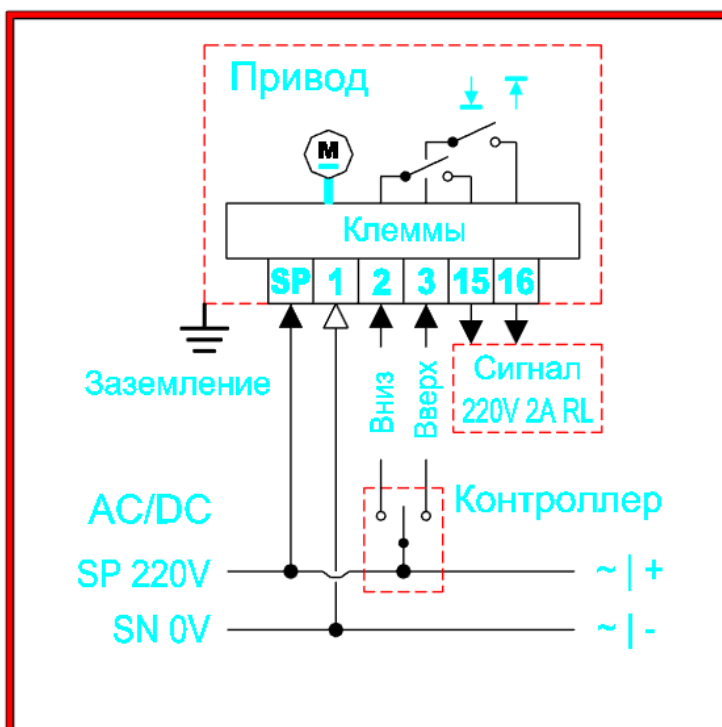 Привод
M
Клеммы
SP 1 2 3 15 16
Заземление
Вниз
Вверх
Сигнал
220V 2A RL
AC/DC
Контроллер
SP 220V
~ | +
SN 0V
~ | -